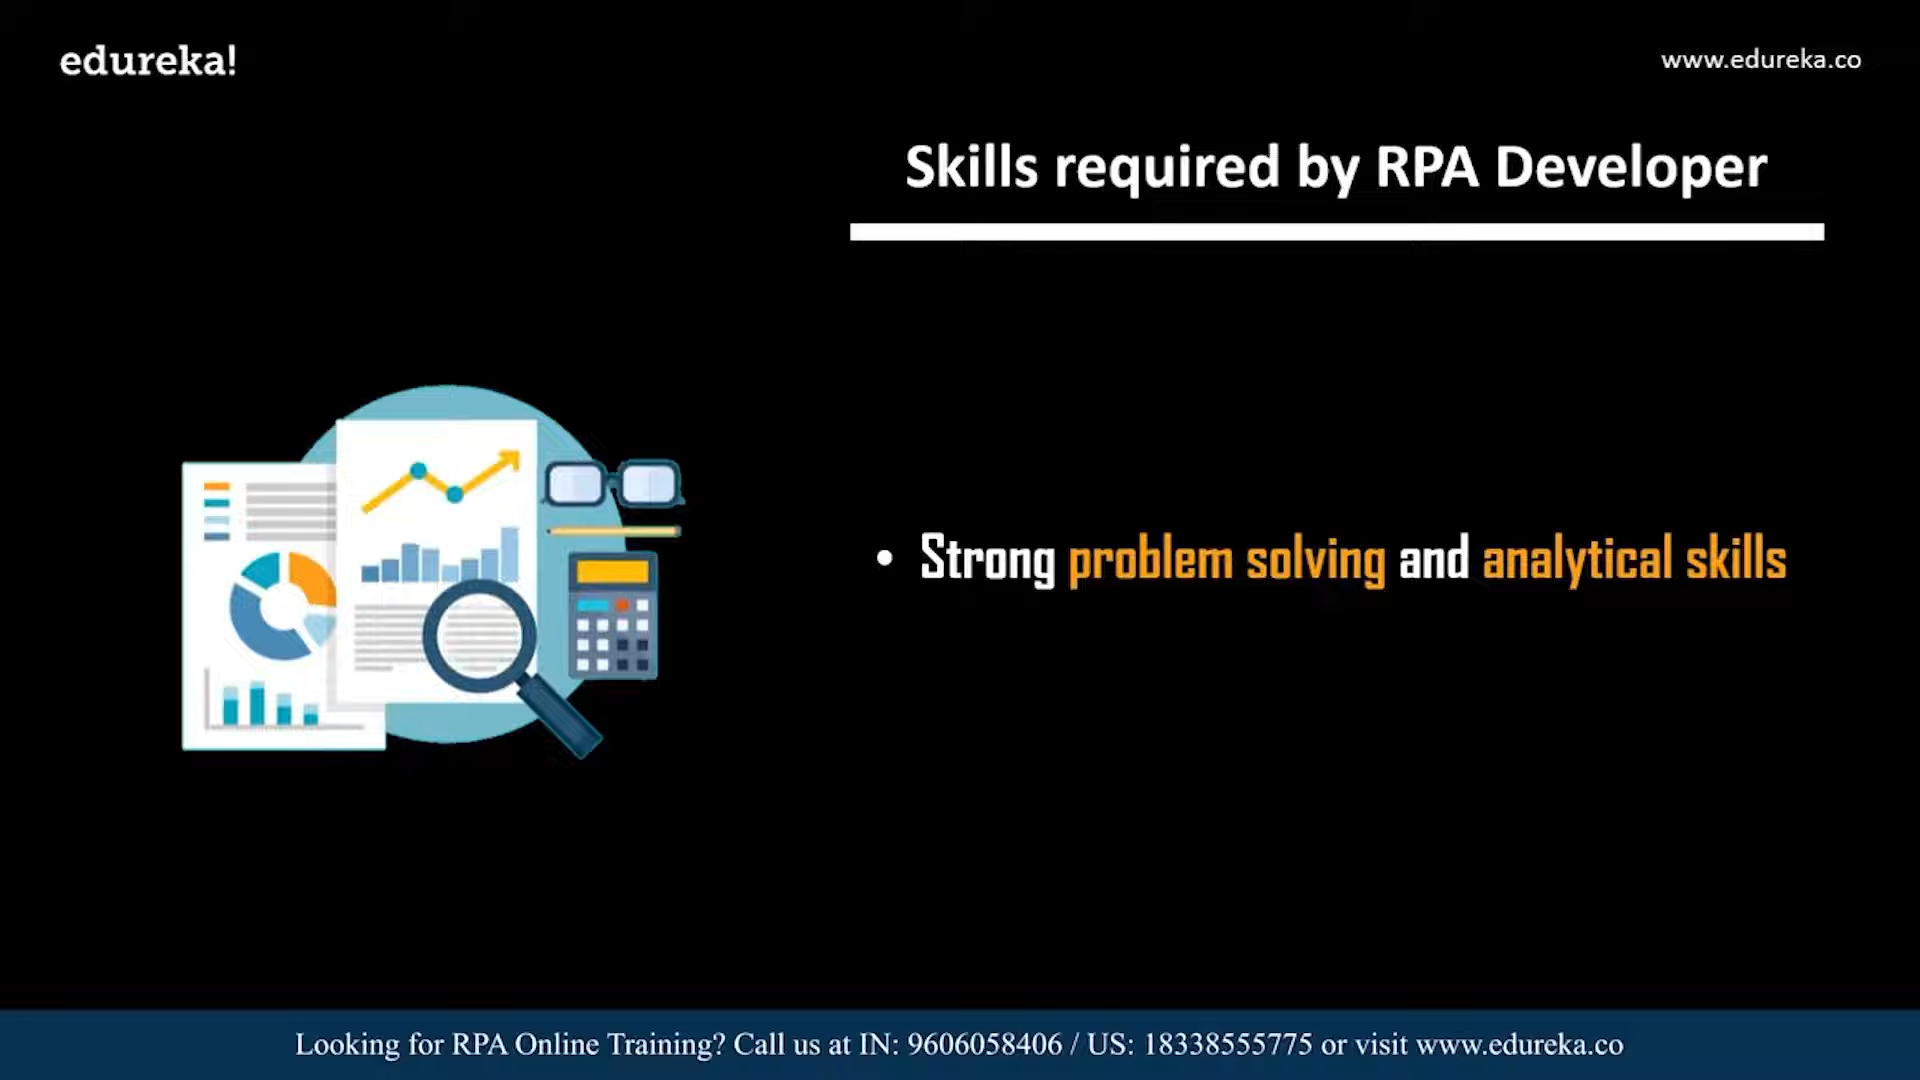 edureka!
www.edureka.co
Skills required by RPA Developer
• Strong problem solving and analytical skills
Looking for RPA Online Training? Call us at IN: 9606058406 / US: 18338555775 or visit www.edureka.co